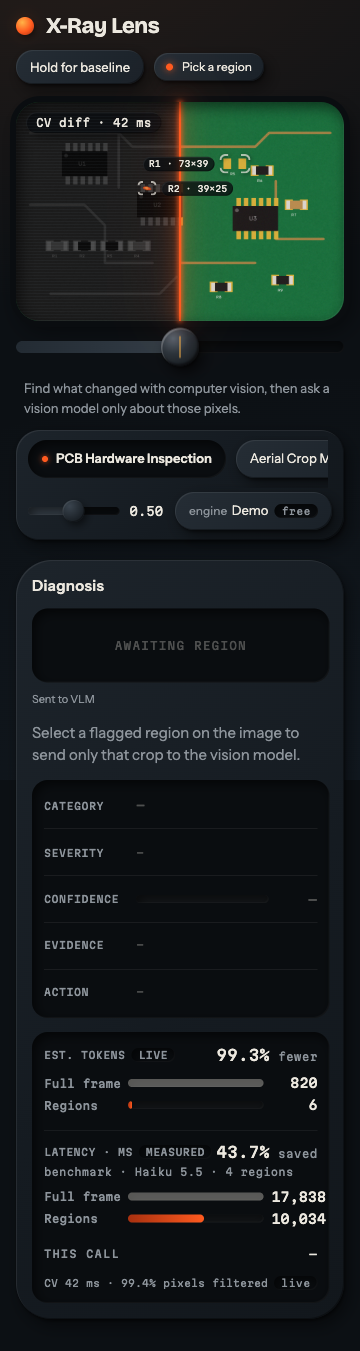 X-Ray Lens
Hold for baseline
Pick a region
CV diff · 42 ms
R1 · 73×39
R2 · 39×25
U1
U2
U3
Find what changed with computer vision, then ask a
vision model only about those pixels.
PCB Hardware Inspection
Aerial Crop M
0.50
engine Demo free
Diagnosis
AWAITING REGION
Sent to VLM
Select a flagged region on the image to
send only that crop to the vision model.
CATEGORY –
SEVERITY –
CONFIDENCE –
EVIDENCE –
ACTION –
EST. TOKENS LIVE 99.3% fewer
Full frame 820
Regions 6
LATENCY · MS MEASURED 43.7% saved
benchmark · Haiku 5.5 · 4 regions
Full frame 17,838
Regions 10,034
THIS CALL –
CV 42 ms · 99.4% pixels filtered live